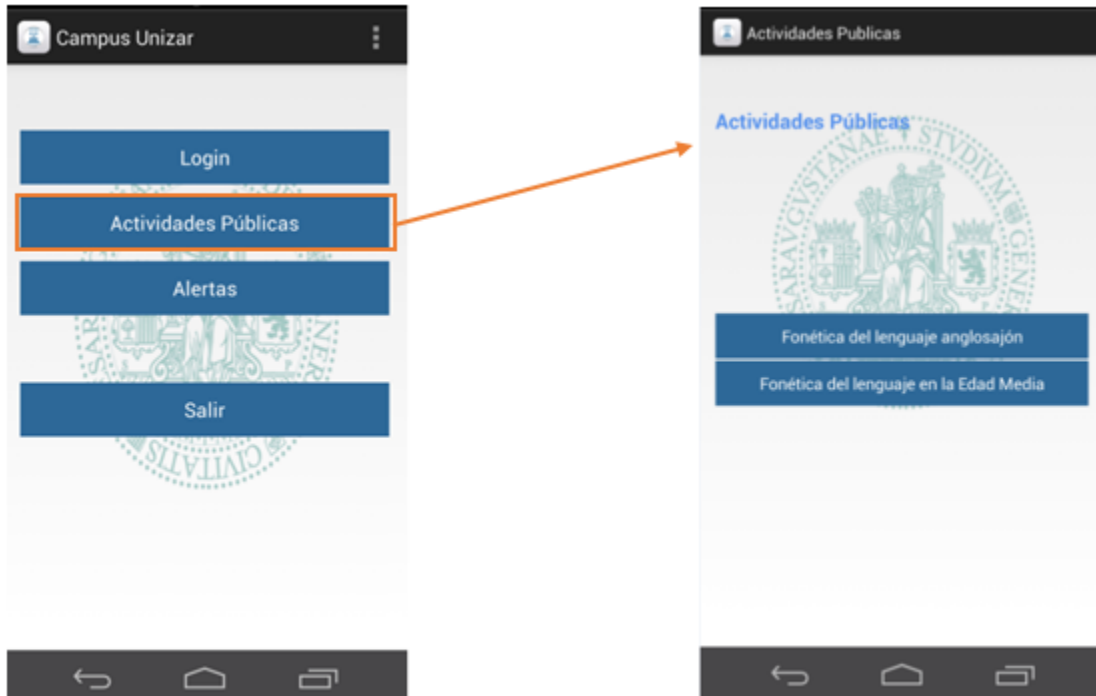 Campus Unizar
Login
Actividades Públicas
Alertas
Salir
Actividades Publicas
Actividades Públicas
Fonética del lenguaje anglosajón
Fonética del lenguaje en la Edad Media